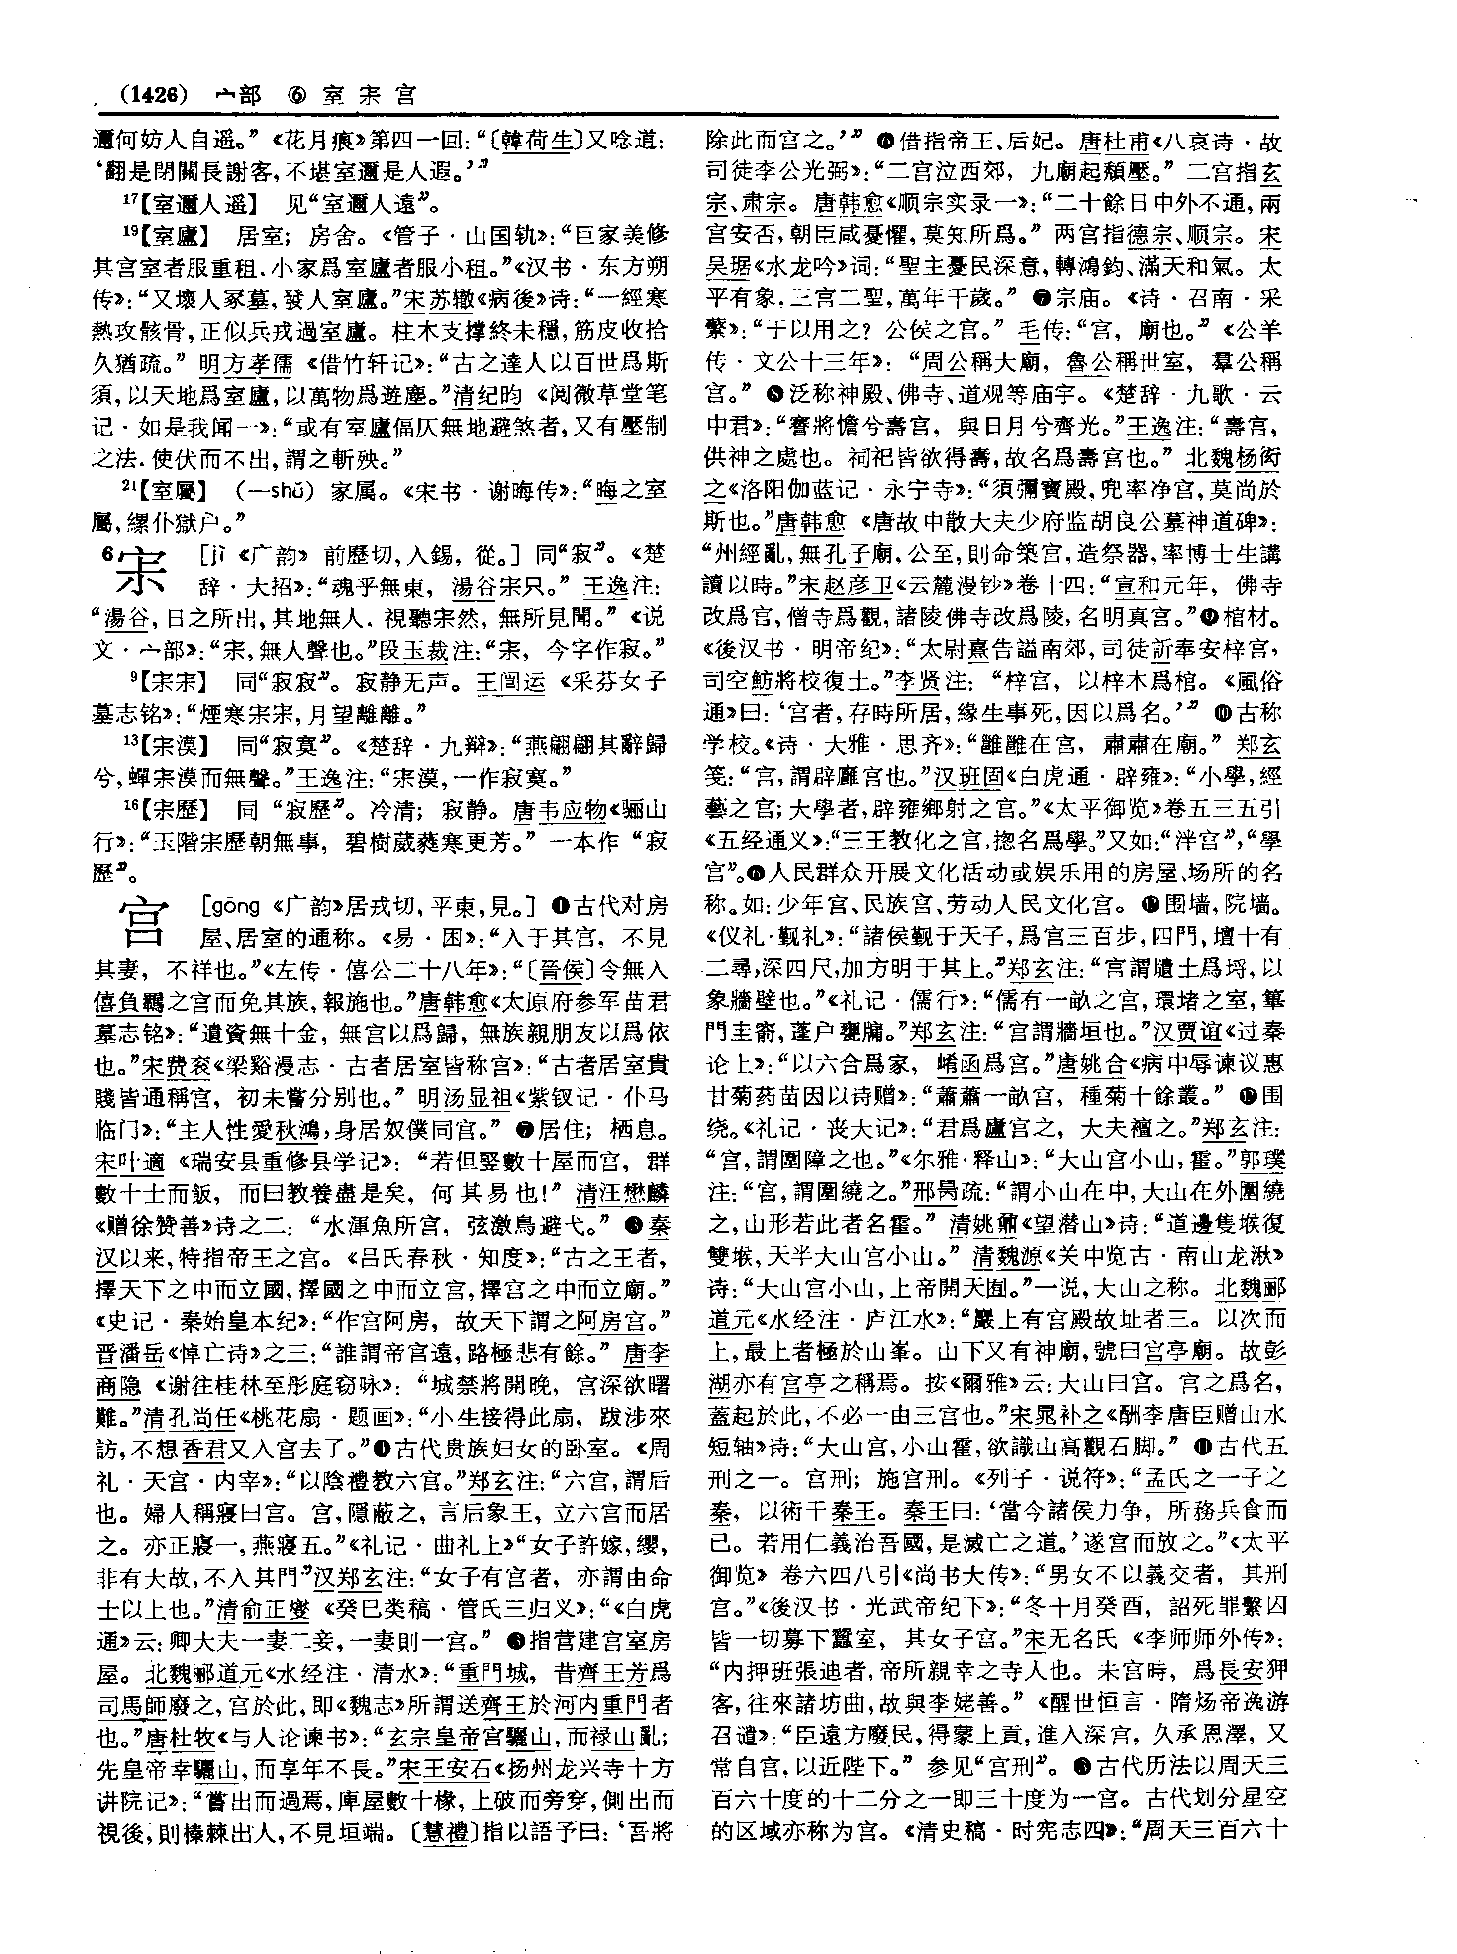 (1426) 宀部 ⑥ 室 宋 宫
邇何妨人自遥。”《花月痕》第四一回：“〔韓荷生〕又唸道：
‘翻是閉關長謝客，不堪室邇是人遐。’”
17【室邇人遥】 见“室邇人遠”。
19【室廬】 居室；房舍。《管子·山国轨》：“巨家美修
其宫室者服重租，小家爲室廬者服小租。”《汉书·东方朔
传》：“又壞人冢墓，發人室廬。”宋苏辙《病後》诗：“一經寒
熱攻骸骨，正似兵戎過室廬。柱木支撑終未穩，筋皮收拾
久猶疏。”明方孝孺《借竹轩记》：“古之達人以百世爲斯
須，以天地爲室廬，以萬物爲遊塵。”清纪昀《阅微草堂笔
记·如是我闻一》：“或有室廬偪仄無地避煞者，又有壓制
之法，使伏而不出，謂之斬殃。”
21【室屬】 （—shǔ）家属。《宋书·谢晦传》：“晦之室
屬，縲仆獄户。”
6 宋 [jì《广韵》前歷切，入錫，從。]同“寂”。《楚
辞·大招》：“魂乎無東，湯谷宋只。”王逸注：
“湯谷，日之所出，其地無人，視聽宋然，無所見聞。”《说
文·宀部》：“宋，無人聲也。”段玉裁注：“宋，今字作寂。”
9【宋宋】 同“寂寂”。寂静无声。王闿运《采芬女子
墓志铭》：“煙寒宋宋，月望離離。”
13【宋漠】 同“寂寞”。《楚辞·九辩》：“燕翩翩其辭歸
兮，蟬宋漠而無聲。”王逸注：“宋漠，一作寂寞。”
16【宋歷】 同“寂歷”。冷清；寂静。唐韦应物《骊山
行》：“玉階宋歷朝無事，碧樹葳蕤寒更芳。”一本作“寂
歷”。
宫 [gōng《广韵》居戎切，平東，見。]❶古代对房
屋、居室的通称。《易·困》：“入于其宫，不見
其妻，不祥也。”《左传·僖公二十八年》：“〔晉侯〕令無入
僖負羈之宫而免其族，報施也。”唐韩愈《太原府参军苗君
墓志铭》：“遺資無十金，無宫以爲歸，無族親朋友以爲依
也。”宋费衮《梁谿漫志·古者居室皆称宫》：“古者居室貴
賤皆通稱宫，初未嘗分别也。”明汤显祖《紫钗记·仆马
临门》：“主人性愛秋鴻，身居奴僕同宫。”❷居住；栖息。
宋叶適《瑞安县重修县学记》：“若但竪數十屋而宫，群
數十士而飯，而曰教養盡是矣，何其易也！”清汪懋麟
《赠徐赞善》诗之二：“水渾魚所宫，弦激鳥避弋。”❸秦
汉以来，特指帝王之宫。《吕氏春秋·知度》：“古之王者，
擇天下之中而立國，擇國之中而立宫，擇宫之中而立廟。”
《史记·秦始皇本纪》：“作宫阿房，故天下謂之阿房宫。”
晋潘岳《悼亡诗》之三：“誰謂帝宫遠，路極悲有餘。”唐李
商隐《谢往桂林至彤庭窃咏》：“城禁將開晚，宫深欲曙
難。”清孔尚任《桃花扇·题画》：“小生接得此扇，跋涉來
訪，不想香君又入宫去了。”❹古代贵族妇女的卧室。《周
礼·天宫·内宰》：“以陰禮教六宫。”郑玄注：“六宫，謂后
也。婦人稱寢曰宫。宫，隱蔽之，言后象王，立六宫而居
之。亦正寢一，燕寢五。”《礼记·曲礼上》“女子許嫁，纓，
非有大故，不入其門”汉郑玄注：“女子有宫者，亦謂由命
士以上也。”清俞正燮《癸巳类稿·管氏三归义》：“《白虎
通》云：卿大夫一妻二妾，一妻則一宫。”❺指营建宫室房
屋。北魏郦道元《水经注·清水》：“重門城，昔齊王芳爲
司馬師廢之，宫於此，即《魏志》所謂送齊王於河内重門者
也。”唐杜牧《与人论谏书》：“玄宗皇帝宫驪山，而禄山亂；
先皇帝幸驪山，而享年不長。”宋王安石《扬州龙兴寺十方
讲院记》：“嘗出而過焉，庳屋數十椽，上破而旁穿，側出而
視後，則榛棘出人，不見垣端。〔慧禮〕指以語予曰：‘吾將
除此而宫之。’”❻借指帝王、后妃。唐杜甫《八哀诗·故
司徒李公光弼》：“二宫泣西郊，九廟起頹壓。”二宫指玄
宗、肃宗。唐韩愈《顺宗实录一》：“二十餘日中外不通，兩
宫安否，朝臣咸憂懼，莫知所爲。”两宫指德宗、顺宗。宋
吴琚《水龙吟》词：“聖主憂民深意，轉鴻鈞、滿天和氣。太
平有象，三宫二聖，萬年千歲。”❼宗庙。《诗·召南·采
蘩》：“于以用之？公侯之宫。”毛传：“宫，廟也。”《公羊
传·文公十三年》：“周公稱大廟，魯公稱世室，羣公稱
宫。”❽泛称神殿、佛寺、道观等庙宇。《楚辞·九歌·云
中君》：“蹇將憺兮壽宫，與日月兮齊光。”王逸注：“壽宫，
供神之處也。祠祀皆欲得壽，故名爲壽宫也。”北魏杨衒
之《洛阳伽蓝记·永宁寺》：“須彌寶殿，兜率净宫，莫尚於
斯也。”唐韩愈《唐故中散大夫少府监胡良公墓神道碑》：
“州經亂，無孔子廟，公至，則命築宫，造祭器，率博士生講
讀以時。”宋赵彦卫《云麓漫钞》卷十四：“宣和元年，佛寺
改爲宫，僧寺爲觀，諸陵佛寺改爲陵，名明真宫。”❾棺材。
《後汉书·明帝纪》：“太尉憙告謚南郊，司徒訢奉安梓宫，
司空魴將校復土。”李贤注：“梓宫，以梓木爲棺。《風俗
通》曰：‘宫者，存時所居，緣生事死，因以爲名。’”❿古称
学校。《诗·大雅·思齐》：“雝雝在宫，肅肅在廟。”郑玄
笺：“宫，謂辟廱宫也。”汉班固《白虎通·辟雍》：“小學，經
藝之宫；大學者，辟雍鄉射之宫。”《太平御览》卷五三五引
《五经通义》：“三王教化之宫，揔名爲學。”又如：“泮宫”，“學
宫”。⓫人民群众开展文化活动或娱乐用的房屋、场所的名
称。如：少年宫、民族宫、劳动人民文化宫。⓬围墙，院墙。
《仪礼·觐礼》：“諸侯覲于天子，爲宫三百步，四門，壇十有
二尋，深四尺，加方明于其上。”郑玄注：“宫謂壝土爲埒，以
象牆壁也。”《礼记·儒行》：“儒有一畝之宫，環堵之室，篳
門圭窬，蓬户甕牖。”郑玄注：“宫謂牆垣也。”汉贾谊《过秦
论上》：“以六合爲家，崤函爲宫。”唐姚合《病中辱谏议惠
甘菊药苗因以诗赠》：“蕭蕭一畝宫，種菊十餘叢。”⓭围
绕。《礼记·丧大记》：“君爲廬宫之，大夫襢之。”郑玄注：
“宫，謂圍障之也。”《尔雅·释山》：“大山宫小山，霍。”郭璞
注：“宫，謂圍繞之。”邢昺疏：“謂小山在中，大山在外圍繞
之，山形若此者名霍。”清姚鼐《望潜山》诗：“道邊隻堠復
雙堠，天半大山宫小山。”清魏源《关中览古·南山龙湫》
诗：“大山宫小山，上帝開天囿。”一说，大山之称。北魏郦
道元《水经注·庐江水》：“巖上有宫殿故址者三。以次而
上，最上者極於山峯。山下又有神廟，號曰宫亭廟。故彭
湖亦有宫亭之稱焉。按《爾雅》云：大山曰宫。宫之爲名，
蓋起於此，不必一由三宫也。”宋晁补之《酬李唐臣赠山水
短轴》诗：“大山宫，小山霍，欲識山高觀石脚。”⓮古代五
刑之一。宫刑；施宫刑。《列子·说符》：“孟氏之一子之
秦，以術干秦王。秦王曰：‘當今諸侯力争，所務兵食而
已。若用仁義治吾國，是滅亡之道。’遂宫而放之。”《太平
御览》卷六四八引《尚书大传》：“男女不以義交者，其刑
宫。”《後汉书·光武帝纪下》：“冬十月癸酉，詔死罪繫囚
皆一切募下蠶室，其女子宫。”宋无名氏《李师师外传》：
“内押班張迪者，帝所親幸之寺人也。未宫時，爲長安狎
客，往來諸坊曲，故與李姥善。”《醒世恒言·隋炀帝逸游
召谴》：“臣遠方廢民，得蒙上貢，進入深宫，久承恩澤，又
常自宫，以近陛下。”参见“宫刑”。⓯古代历法以周天三
百六十度的十二分之一即三十度为一宫。古代划分星空
的区域亦称为宫。《清史稿·时宪志四》：“周天三百六十